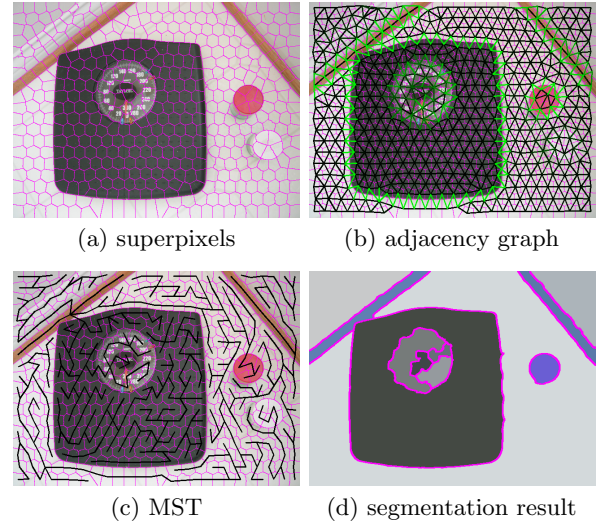 (a) superpixels
(b) adjacency graph
(c) MST
(d) segmentation result